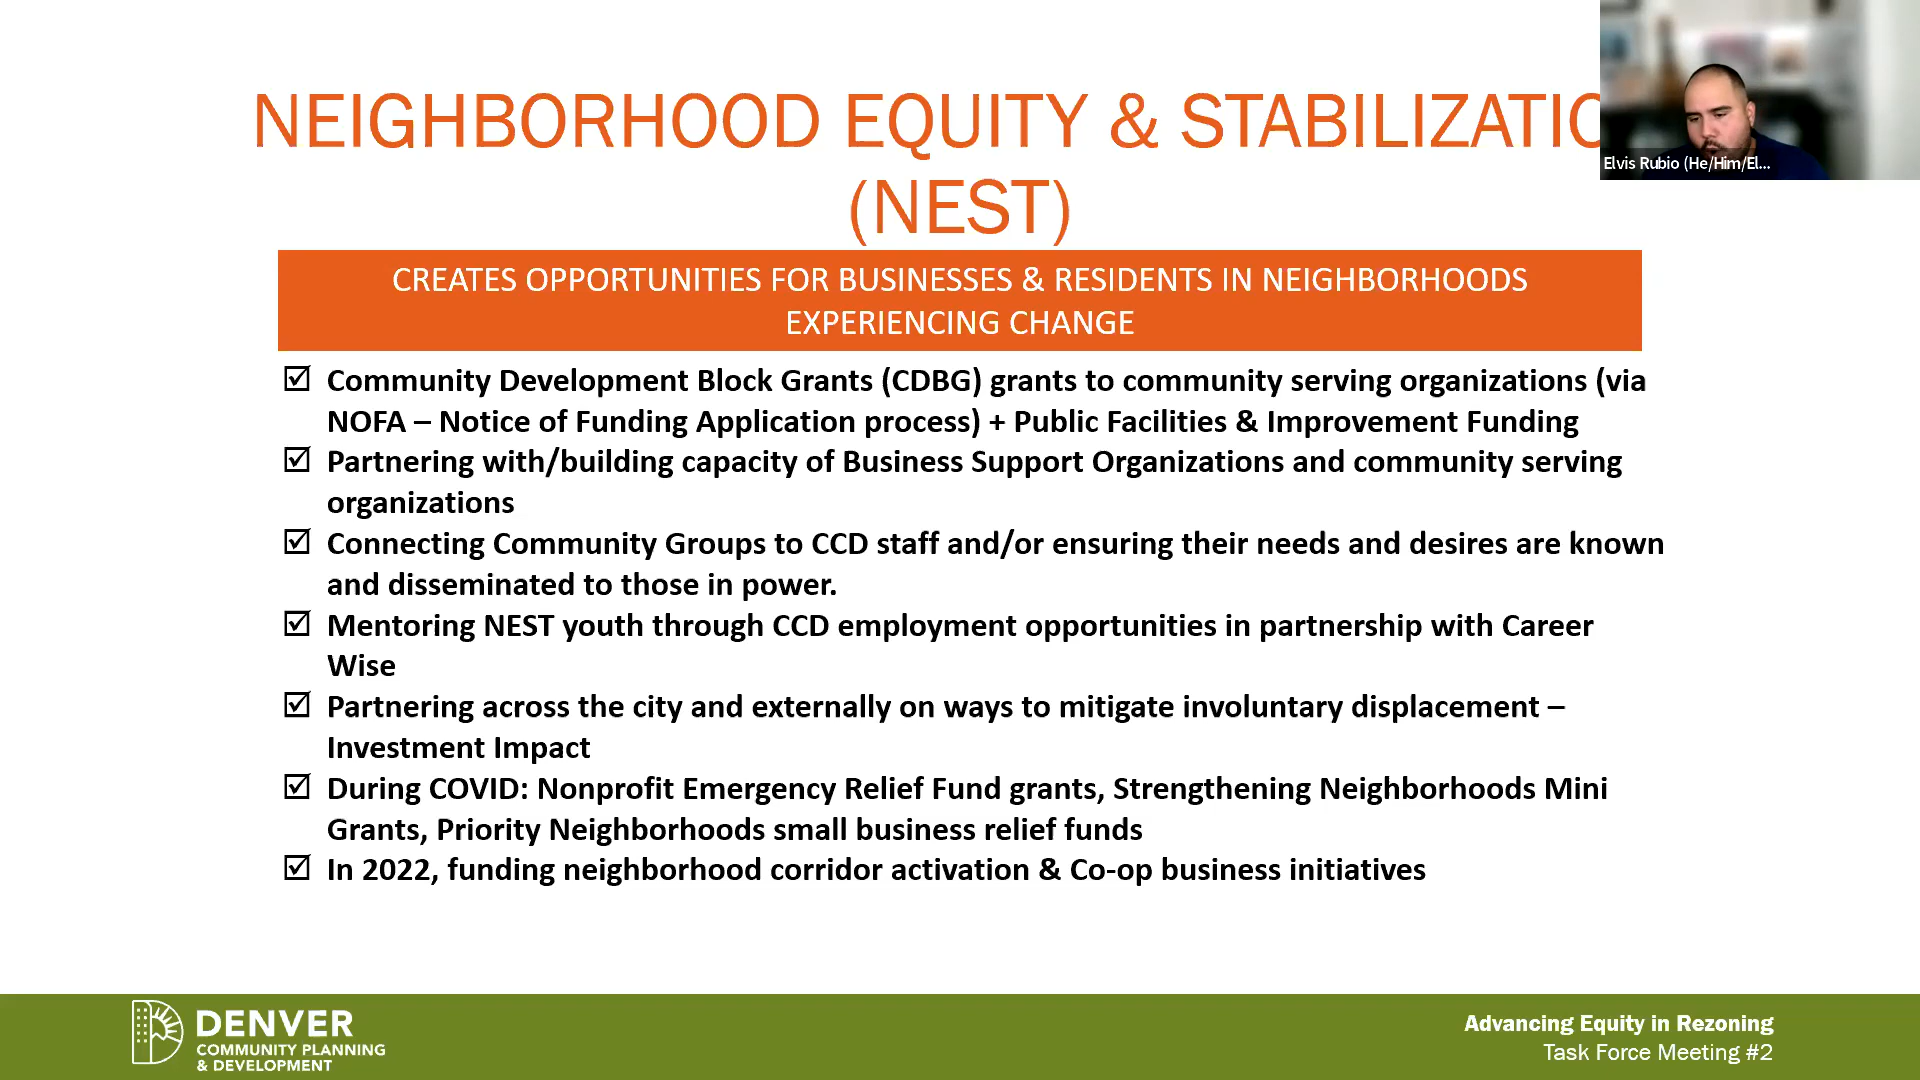 NEIGHBORHOOD EQUITY & STABILIZATIO
(NEST)
Elvis Rubio (He/Him/El...
CREATES OPPORTUNITIES FOR BUSINESSES & RESIDENTS IN NEIGHBORHOODS
EXPERIENCING CHANGE
Community Development Block Grants (CDBG) grants to community serving organizations (via
NOFA – Notice of Funding Application process) + Public Facilities & Improvement Funding
Partnering with/building capacity of Business Support Organizations and community serving
organizations
Connecting Community Groups to CCD staff and/or ensuring their needs and desires are known
and disseminated to those in power.
Mentoring NEST youth through CCD employment opportunities in partnership with Career
Wise
Partnering across the city and externally on ways to mitigate involuntary displacement –
Investment Impact
During COVID: Nonprofit Emergency Relief Fund grants, Strengthening Neighborhoods Mini
Grants, Priority Neighborhoods small business relief funds
In 2022, funding neighborhood corridor activation & Co-op business initiatives
DENVER
COMMUNITY PLANNING
& DEVELOPMENT
Advancing Equity in Rezoning
Task Force Meeting #2